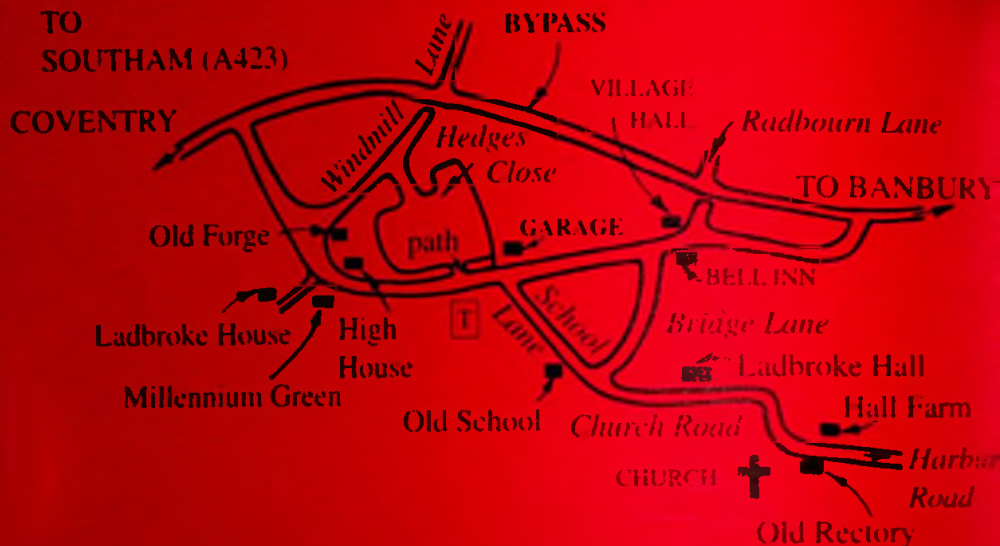 TO
SOUTHAM (A423)
COVENTRY
Lane
BYPASS
VILLAGE
HALL
Radbourn Lane
TO BANBURY
Windmill
Hedges
Close
Old Forge
path
GARAGE
BELL INN
Ladbroke House
High
House
T
School
Lane
Bridge Lane
Millennium Green
Ladbroke Hall
Old School
Church Road
Hall Farm
CHURCH
Road
Old Rectory